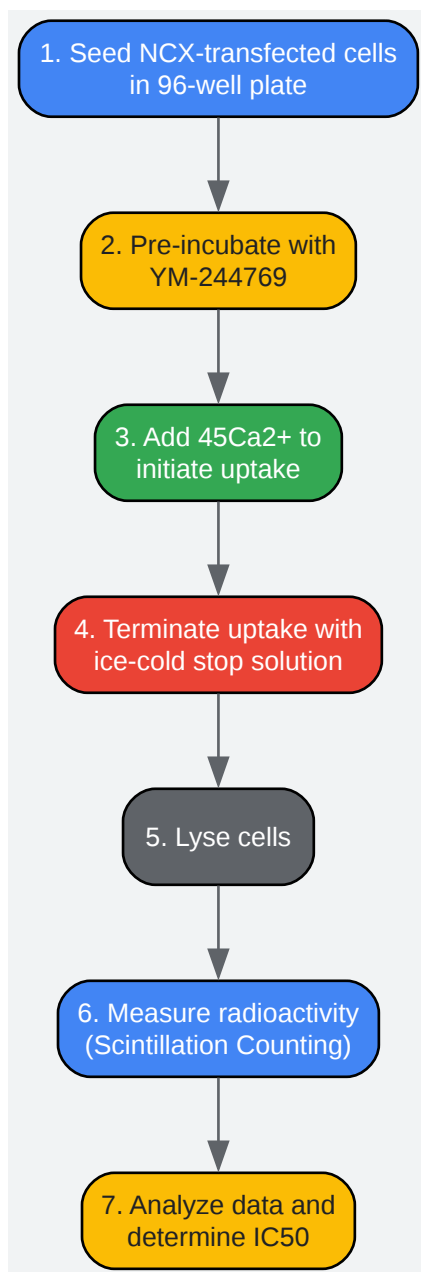 1. Seed NCX-transfected cells
in 96-well plate
2. Pre-incubate with
YM-244769
3. Add 45Ca2+ to
initiate uptake
4. Terminate uptake with
ice-cold stop solution
5. Lyse cells
6. Measure radioactivity
(Scintillation Counting)
7. Analyze data and
determine IC50